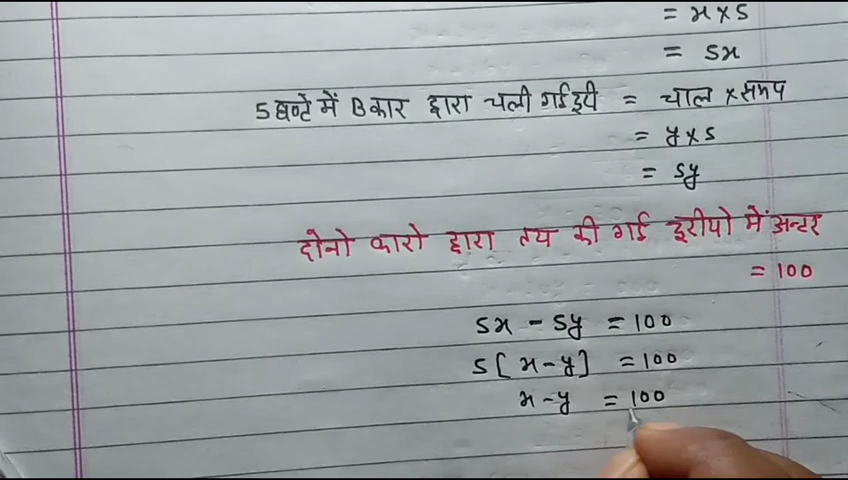 = x × 5
= 5x
5 घण्टे में B कार द्वारा चली गई दूरी = चाल × समय
= y × 5
= 5y
दोनो कारो द्वारा तय की गई दूरीयो में अन्तर
= 100
5x - 5y = 100
5[x - y] = 100
x - y = 100